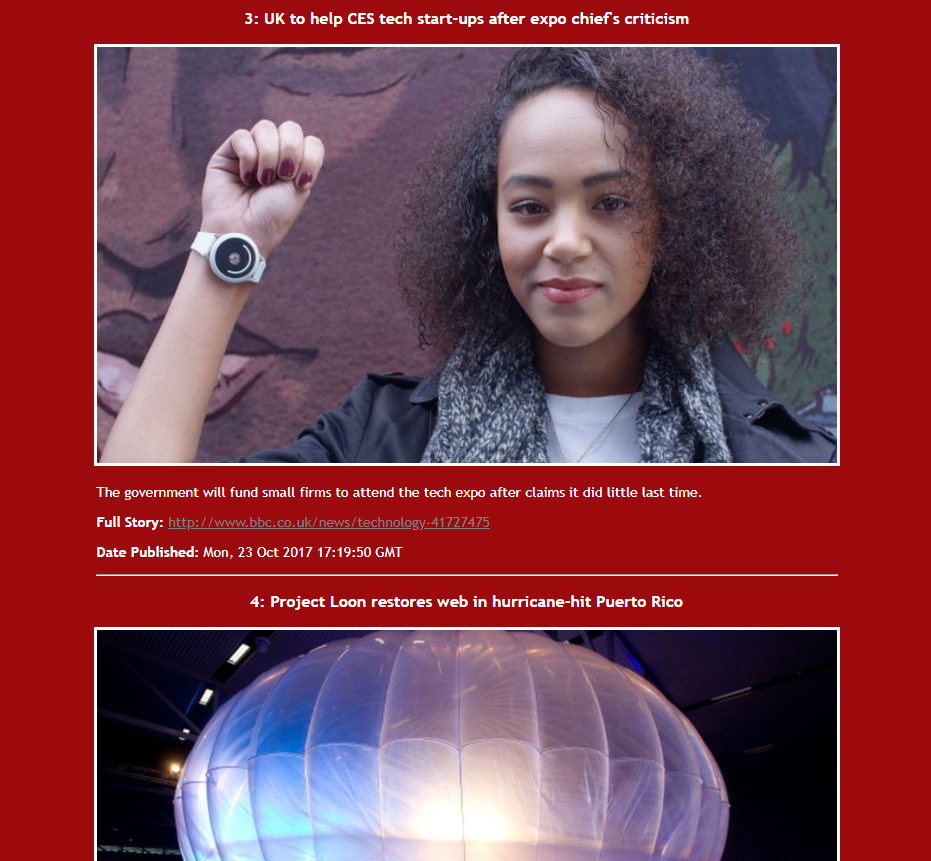 3: UK to help CES tech start-ups after expo chief's criticism
The government will fund small firms to attend the tech expo after claims it did little last time.
Full Story: http://www.bbc.co.uk/news/technology-41727475
Date Published: Mon, 23 Oct 2017 17:19:50 GMT
4: Project Loon restores web in hurricane-hit Puerto Rico